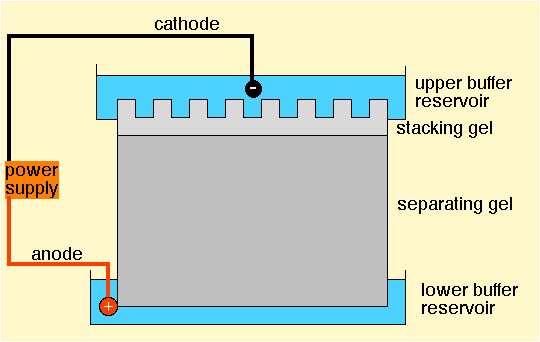 cathode
-
upper buffer
reservoir
stacking gel
power
supply
separating gel
anode
lower buffer
reservoir
+